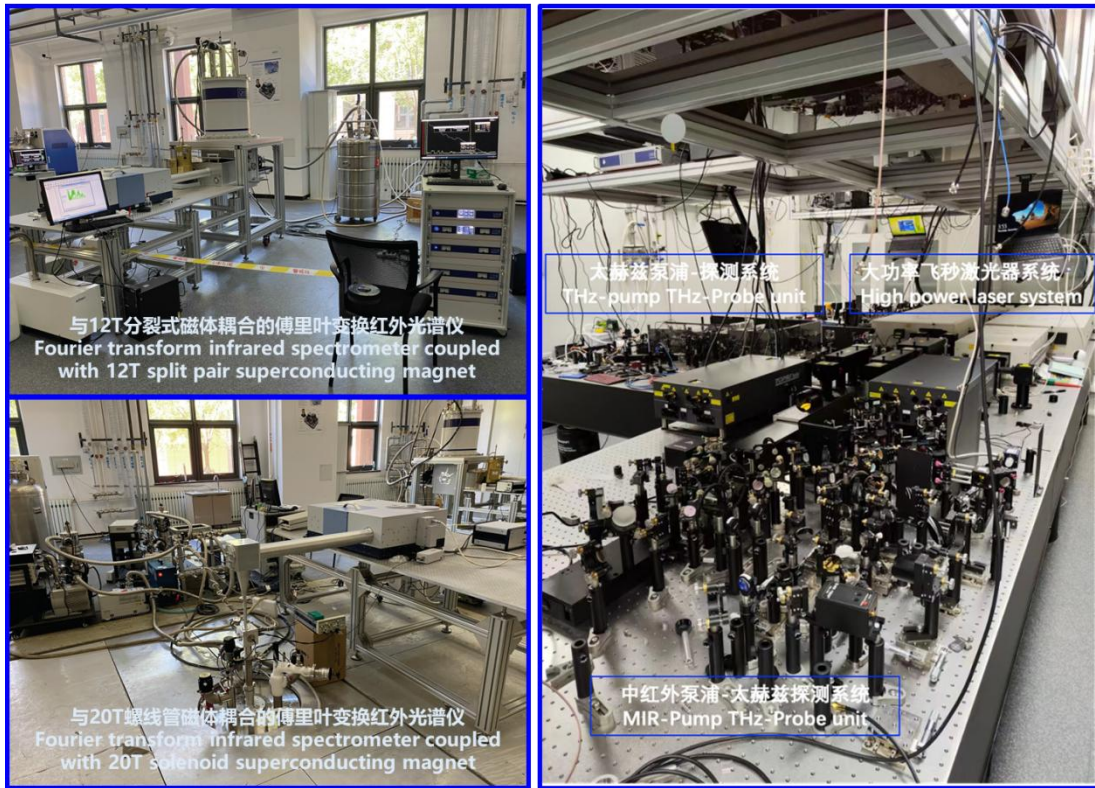 与12T分裂式磁体耦合的傅里叶变换红外光谱仪
Fourier transform infrared spectrometer coupled
with 12T split pair superconducting magnet
与20T螺线管磁体耦合的傅里叶变换红外光谱仪
Fourier transform infrared spectrometer coupled
with 20T solenoid superconducting magnet
太赫兹泵浦-探测系统
THz-pump THz-Probe unit
大功率飞秒激光器系统
High power laser system
中红外泵浦-太赫兹探测系统
MIR-Pump THz-Probe unit